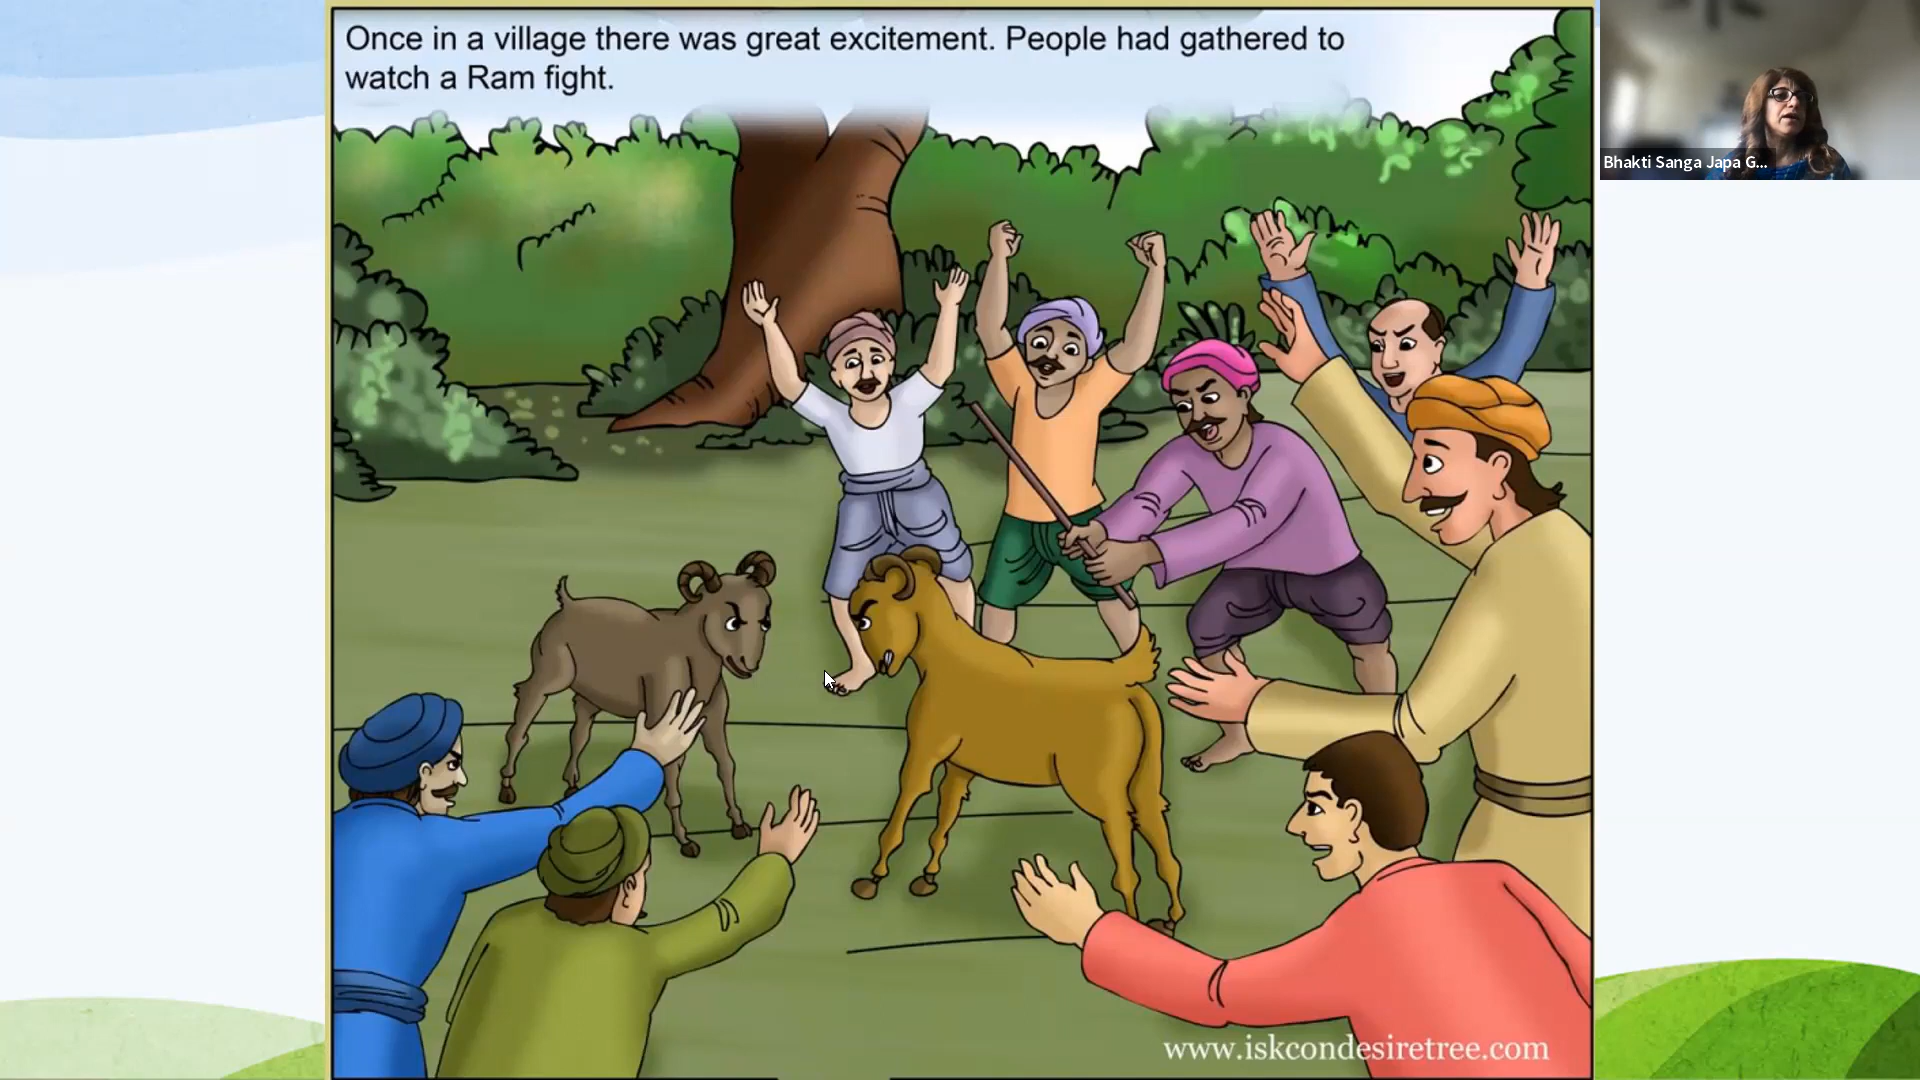 Once in a village there was great excitement. People had gathered to
watch a Ram fight.
Bhakti Sanga Japa G...
www.iskcondesiretree.com